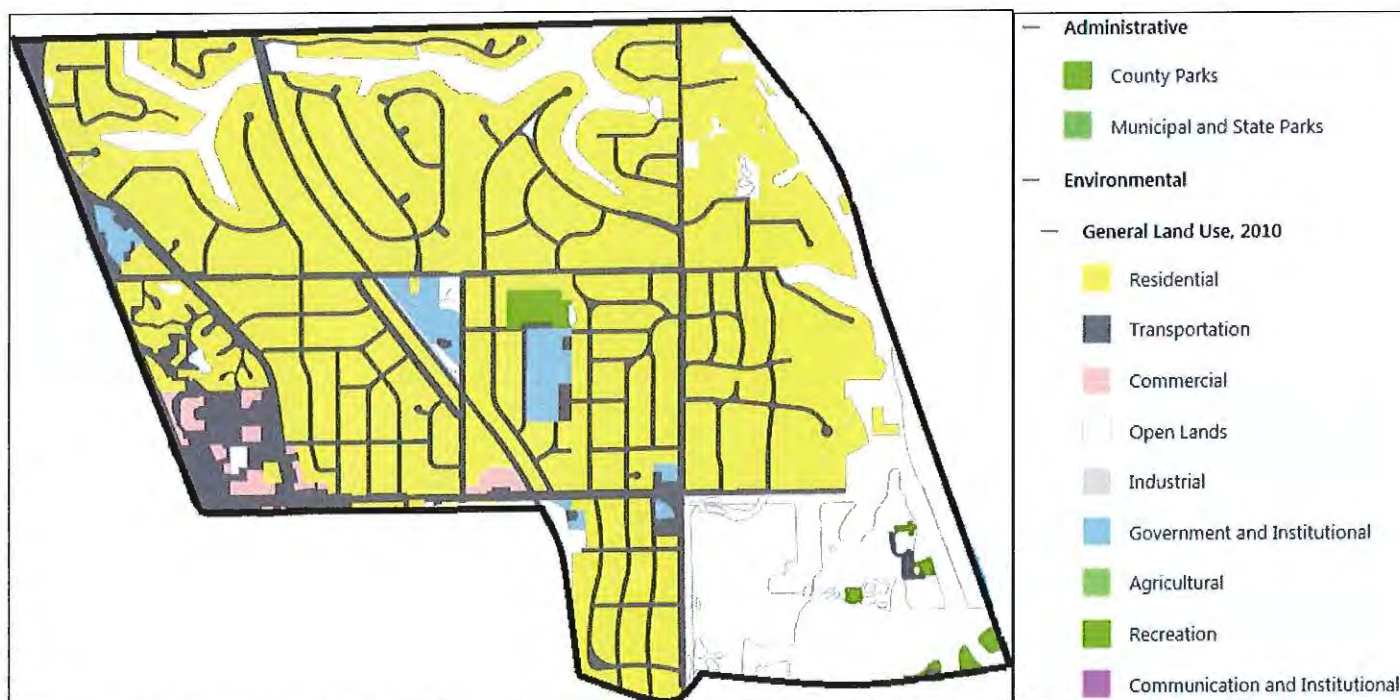 Administrative
County Parks
Municipal and State Parks
Environmental
General Land Use, 2010
Residential
Transportation
Commercial
Open Lands
Industrial
Government and Institutional
Agricultural
Recreation
Communication and Institutional